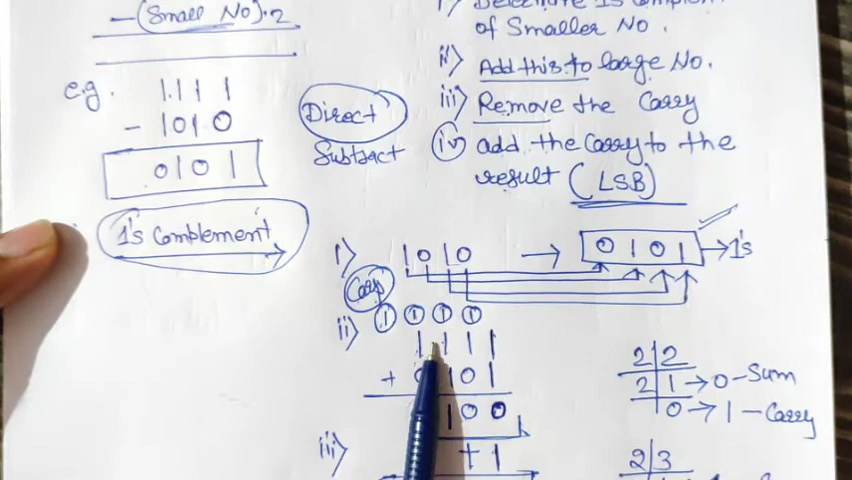 -(Small No).2
e.g. 1111
- 1010
0101
1's Complement
Direct
Subtract
of Smaller No.
ii) Add this to large No.
iii) Remove the Carry
iv) add the Carry to the
result (LSB)
i) 1010 → 0101 → 1's
Carry
1 1 1 1
ii) 1111
+ 101
100
iii) + 1
2 2
2 1 → 0 - Sum
0 → 1 - Carry
2 3